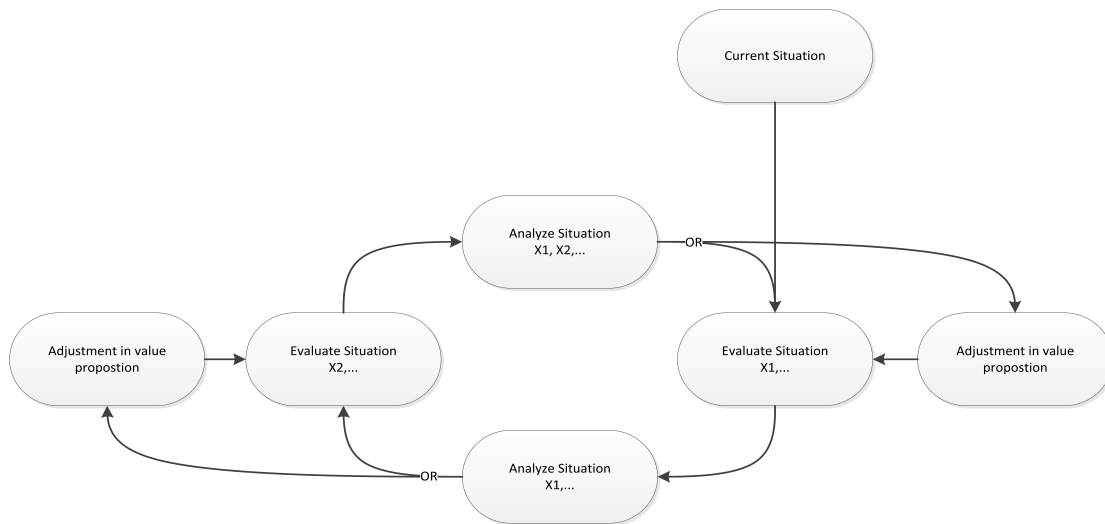 Current Situation
Analyze Situation
X1, X2,...
OR
Adjustment in value
propostion
Evaluate Situation
X2,...
Evaluate Situation
X1,...
Adjustment in value
propostion
OR
Analyze Situation
X1,...